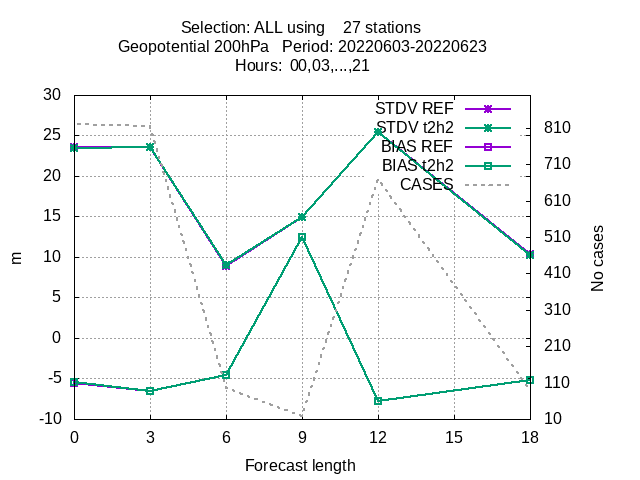 Selection: ALL using    27 stations
Geopotential 200hPa   Period: 20220603-20220623
Hours:  00,03,...,21
STDV REF
STDV t2h2
BIAS REF
BIAS t2h2
CASES
30
25
20
15
10
5
0
-5
-10
m
810
710
610
510
410
310
210
110
10
No cases
0 3 6 9 12 15 18
Forecast length